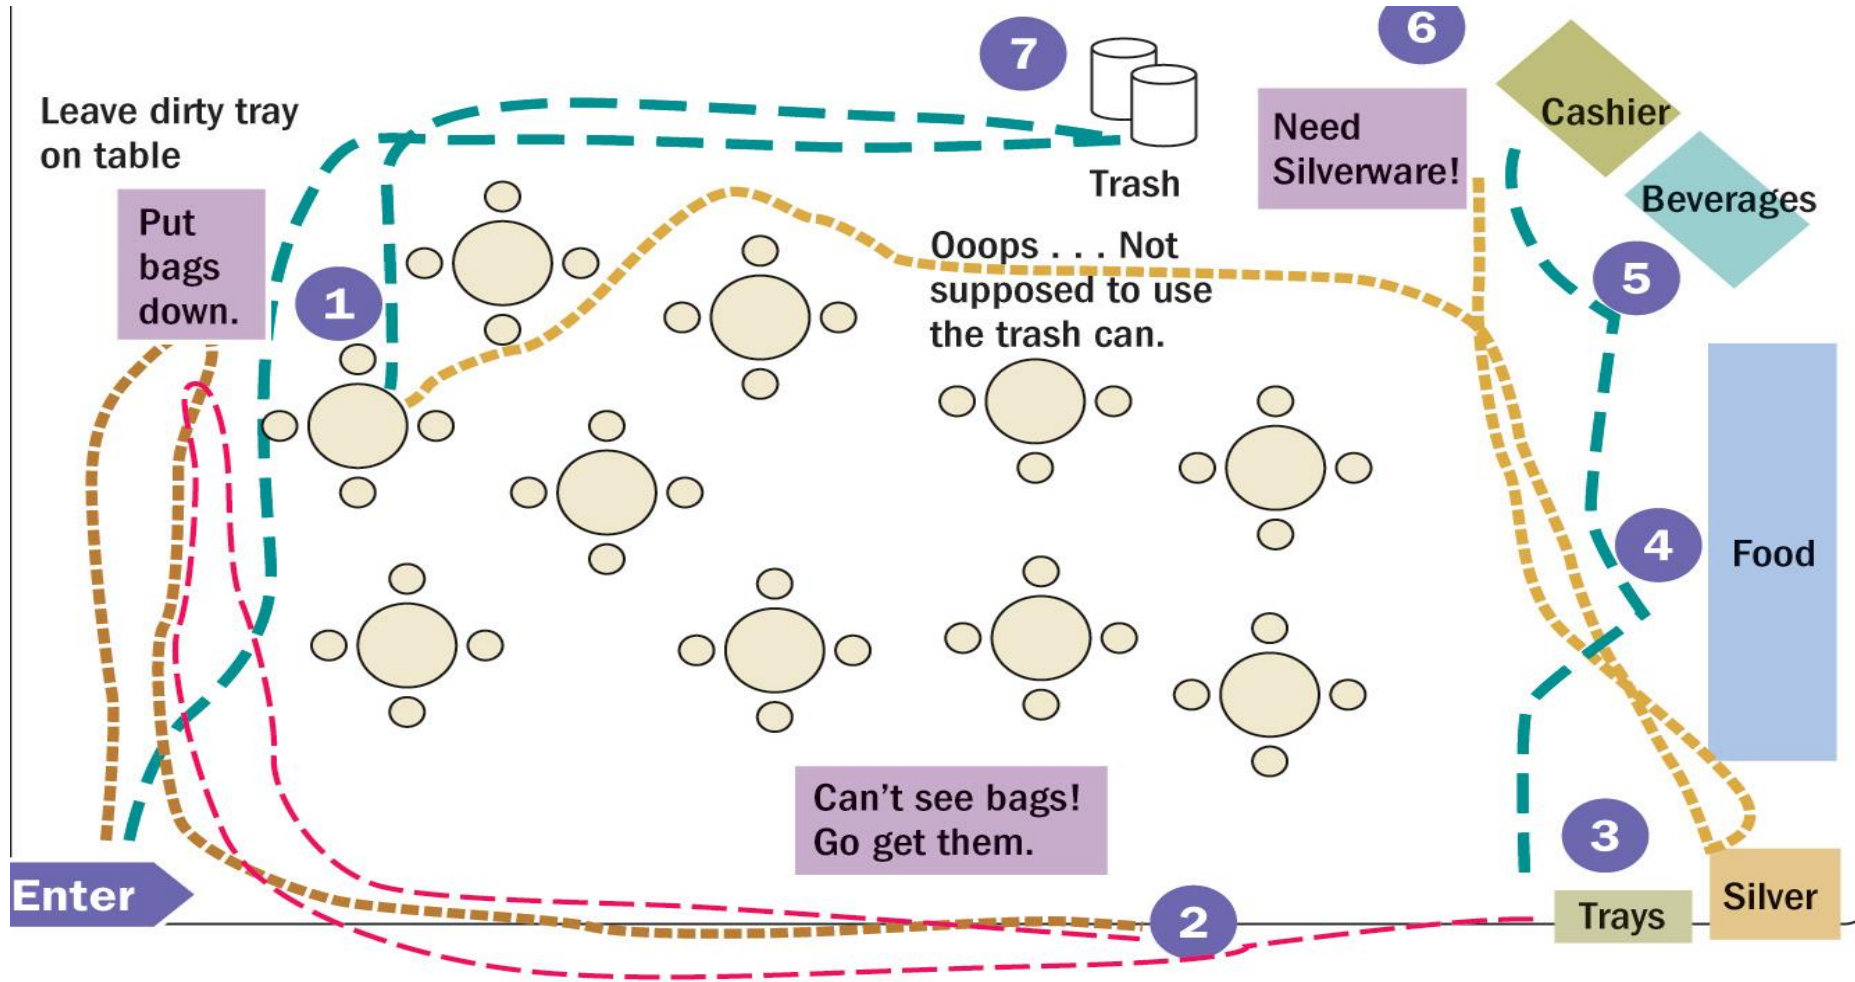 7
6
Leave dirty tray
on table
Cashier
Need
Silverware!
Trash
Beverages
Put
bags
down.
Ooops . . . Not
supposed to use
the trash can.
5
1
4
Food
Can't see bags!
Go get them.
3
Enter
2
Trays
Silver